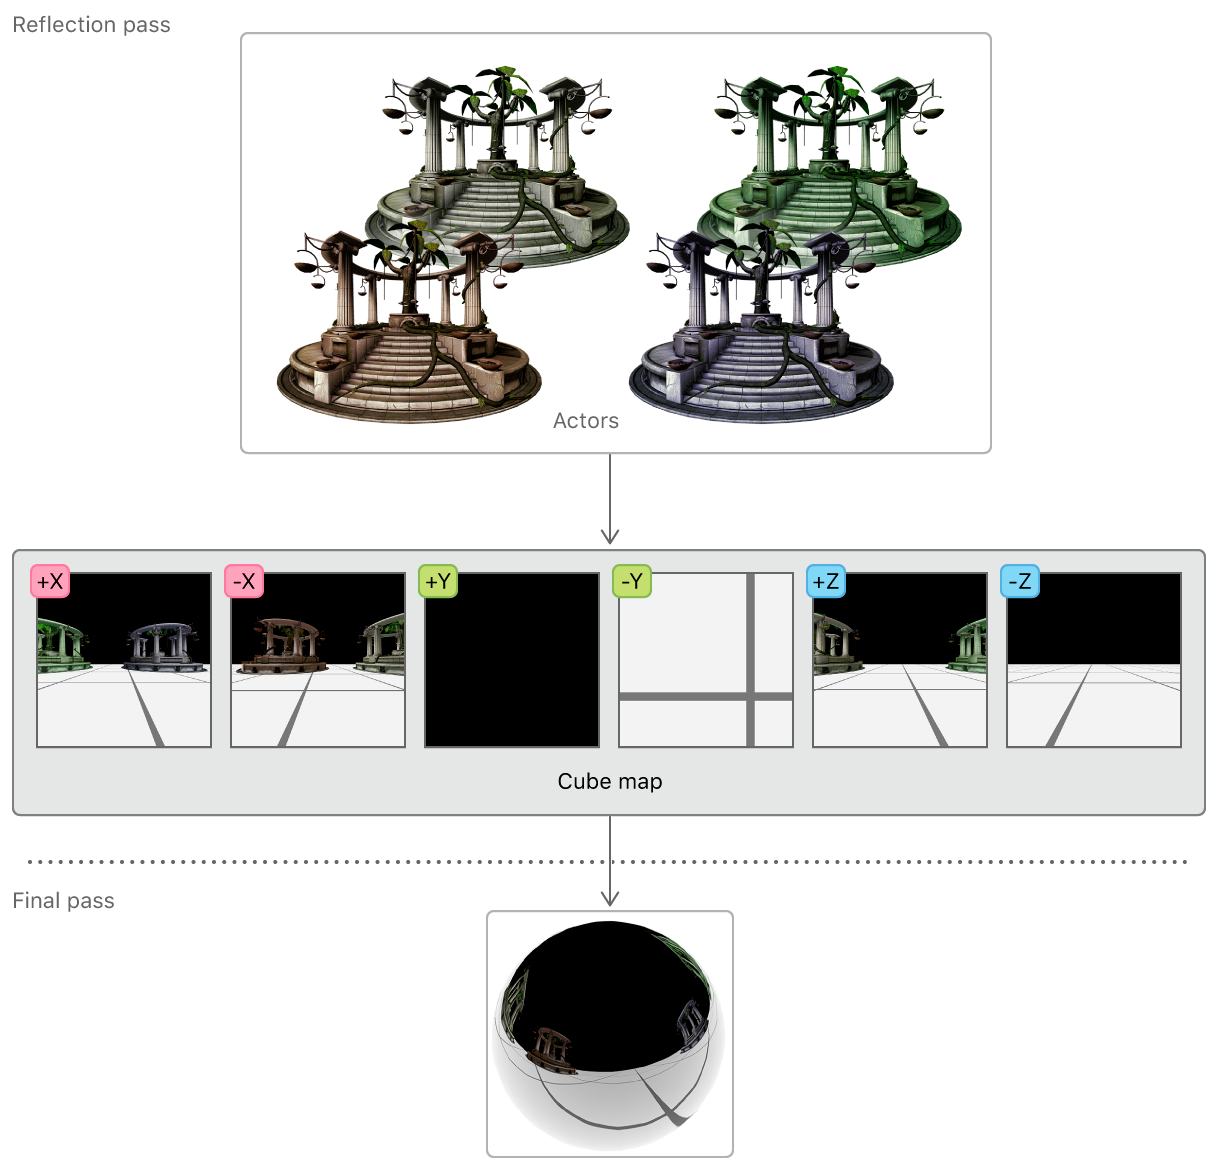 Reflection pass
Actors
+X
-X
+Y
-Y
+Z
-Z
Cube map
Final pass